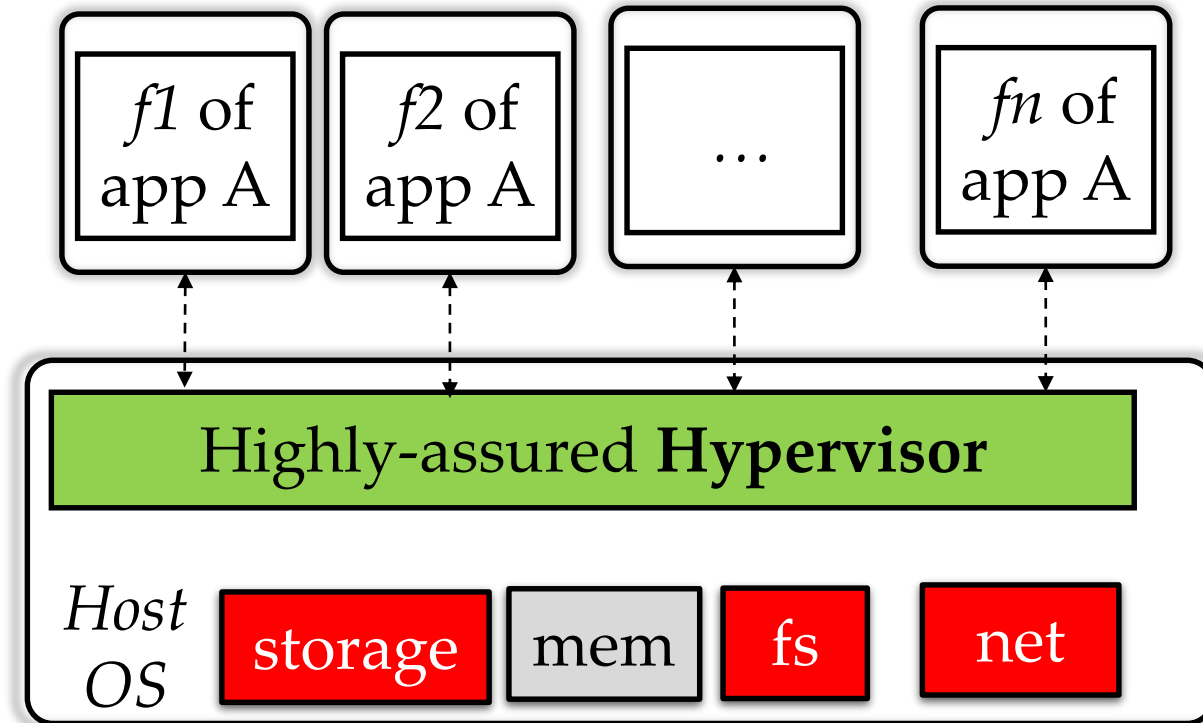 f1 of
app A
f2 of
app A
...
fn of
app A
Highly-assured Hypervisor
Host
OS
storage
mem
fs
net